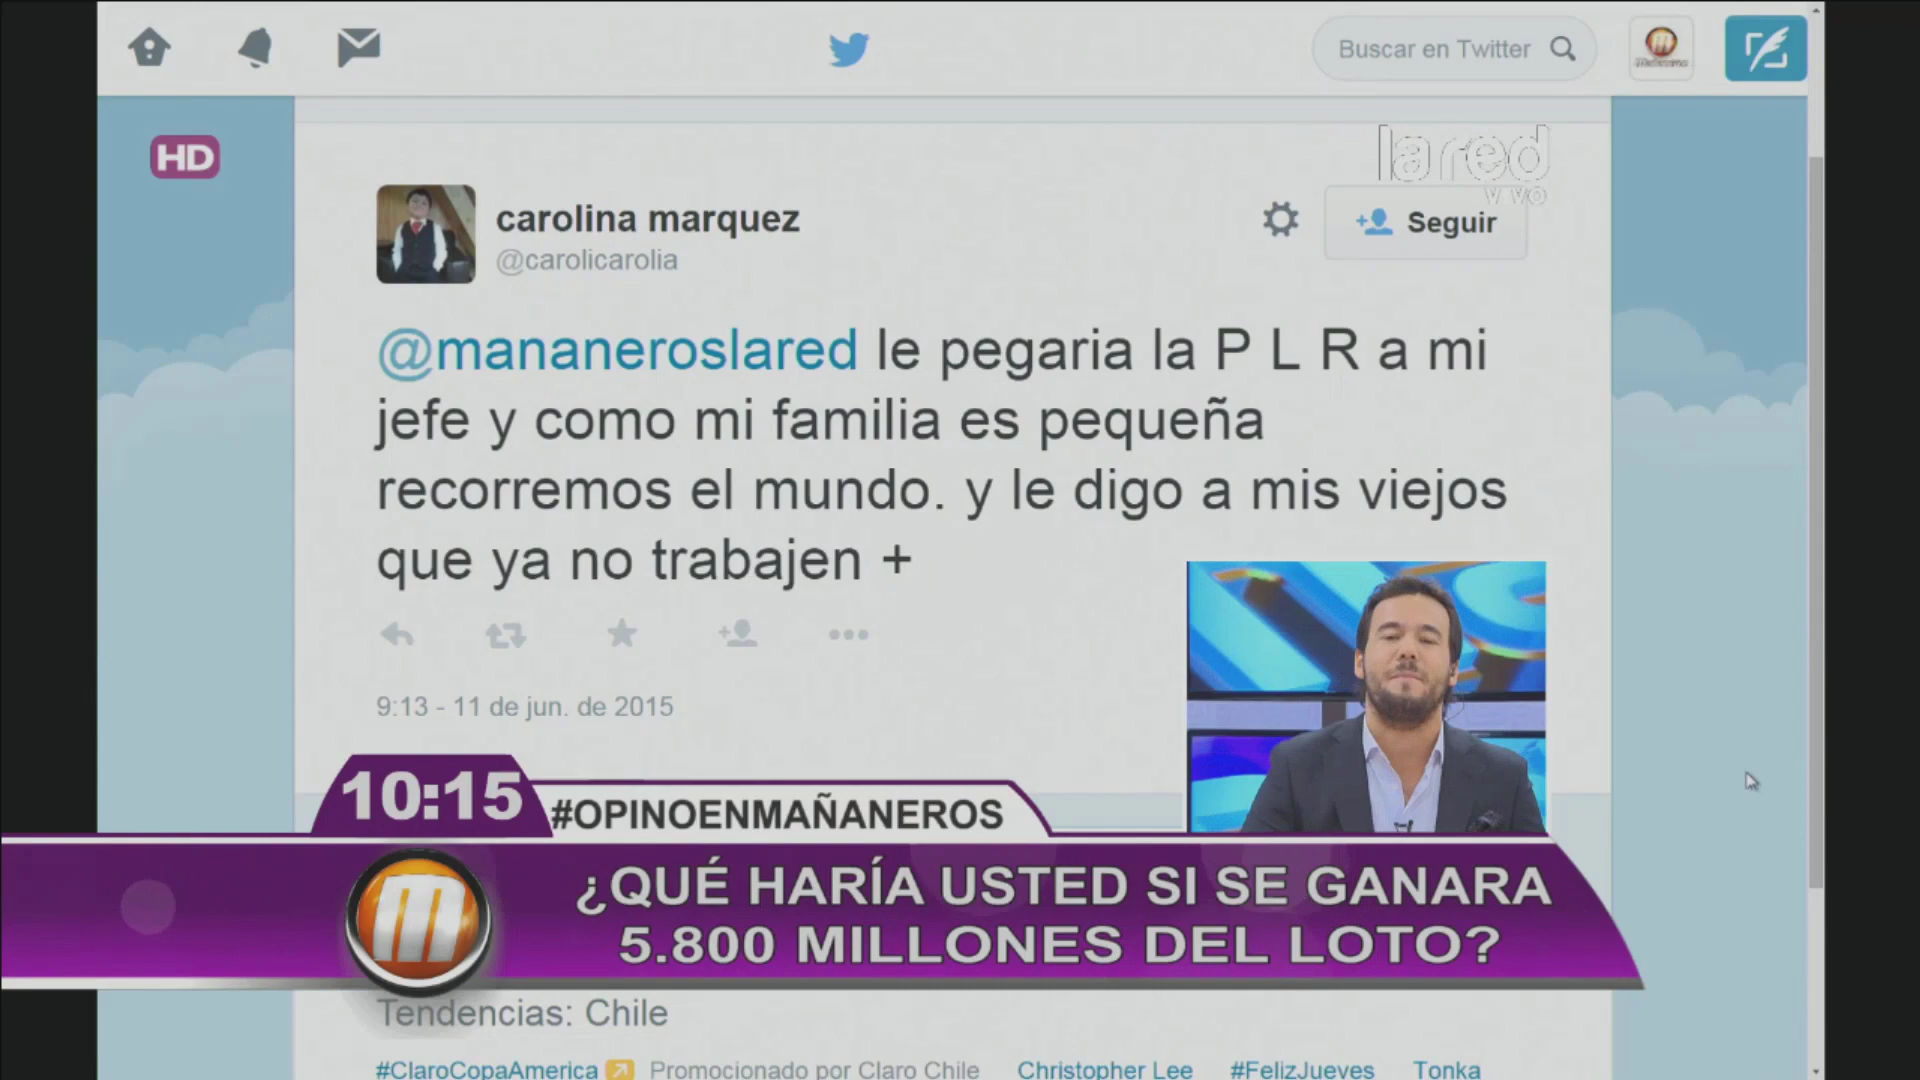 Buscar en Twitter
HD
lared
vivo
carolina marquez
@carolicarolia
Seguir
@mananeroslared le pegaria la P L R a mi
jefe y como mi familia es pequeña
recorremos el mundo. y le digo a mis viejos
que ya no trabajen +
9:13 - 11 de jun. de 2015
10:15
#OPINOENMAÑANEROS
M
¿QUÉ HARÍA USTED SI SE GANARA
5.800 MILLONES DEL LOTO?
Tendencias: Chile
#ClaroCopaAmerica Promocionado por Claro Chile Christopher Lee #FelizJueves Tonka